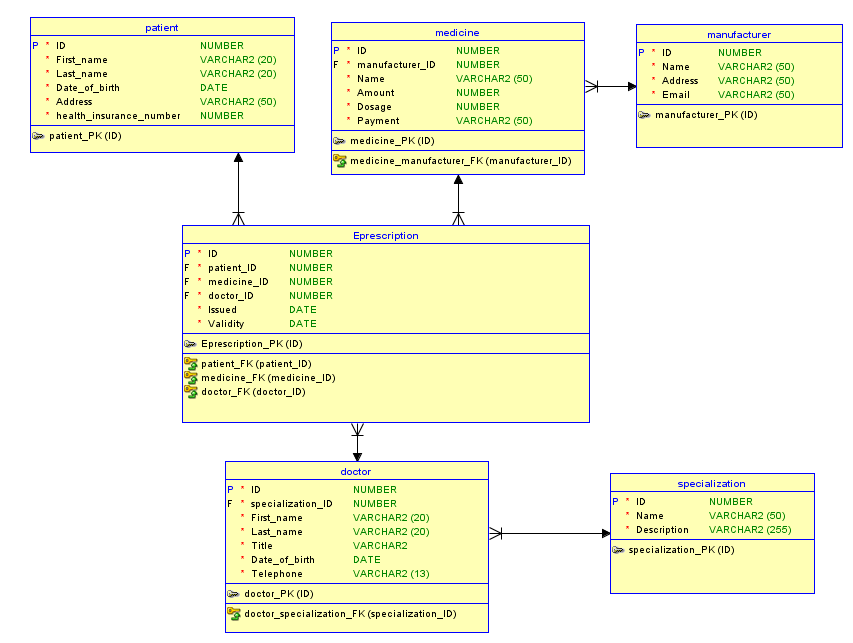 patient
P * ID NUMBER
* First_name VARCHAR2 (20)
* Last_name VARCHAR2 (20)
* Date_of_birth DATE
* Address VARCHAR2 (50)
* health_insurance_number NUMBER
patient_PK (ID)
medicine
P * ID NUMBER
F * manufacturer_ID NUMBER
* Name VARCHAR2 (50)
* Amount NUMBER
* Dosage NUMBER
* Payment VARCHAR2 (50)
medicine_PK (ID)
medicine_manufacturer_FK (manufacturer_ID)
manufacturer
P * ID NUMBER
* Name VARCHAR2 (50)
* Address VARCHAR2 (50)
* Email VARCHAR2 (50)
manufacturer_PK (ID)
Eprescription
P * ID NUMBER
F * patient_ID NUMBER
F * medicine_ID NUMBER
F * doctor_ID NUMBER
* Issued DATE
* Validity DATE
Eprescription_PK (ID)
patient_FK (patient_ID)
medicine_FK (medicine_ID)
doctor_FK (doctor_ID)
doctor
P * ID NUMBER
F * specialization_ID NUMBER
* First_name VARCHAR2 (20)
* Last_name VARCHAR2 (20)
* Title VARCHAR2
* Date_of_birth DATE
* Telephone VARCHAR2 (13)
doctor_PK (ID)
doctor_specialization_FK (specialization_ID)
specialization
P * ID NUMBER
* Name VARCHAR2 (50)
* Description VARCHAR2 (255)
specialization_PK (ID)